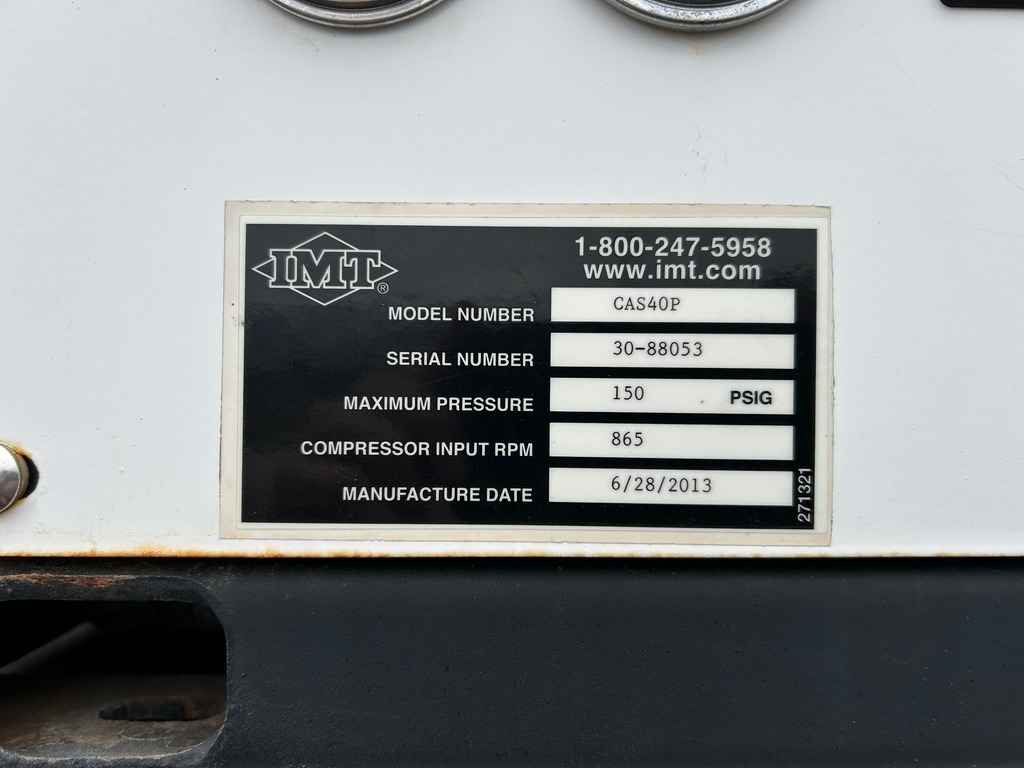 IMT®
1-800-247-5958
www.imt.com
MODEL NUMBER CAS40P
SERIAL NUMBER 30-88053
MAXIMUM PRESSURE 150 PSIG
COMPRESSOR INPUT RPM 865
MANUFACTURE DATE 6/28/2013
271321